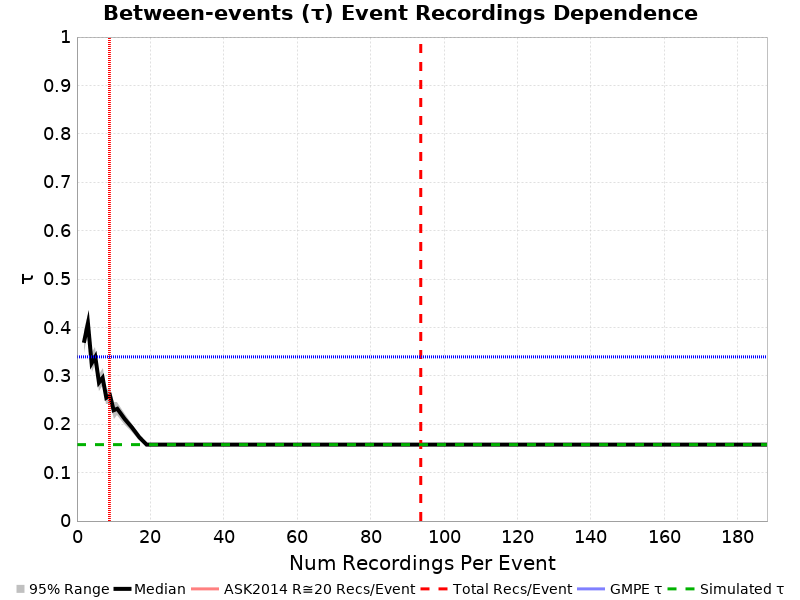 Between-events (τ) Event Recordings Dependence
1
0.9
0.8
0.7
0.6
0.5
0.4
0.3
0.2
0.1
0
τ
0 20 40 60 80 100 120 140 160 180
Num Recordings Per Event
95% Range Median ASK2014 R≅20 Recs/Event Total Recs/Event GMPE τ Simulated τ